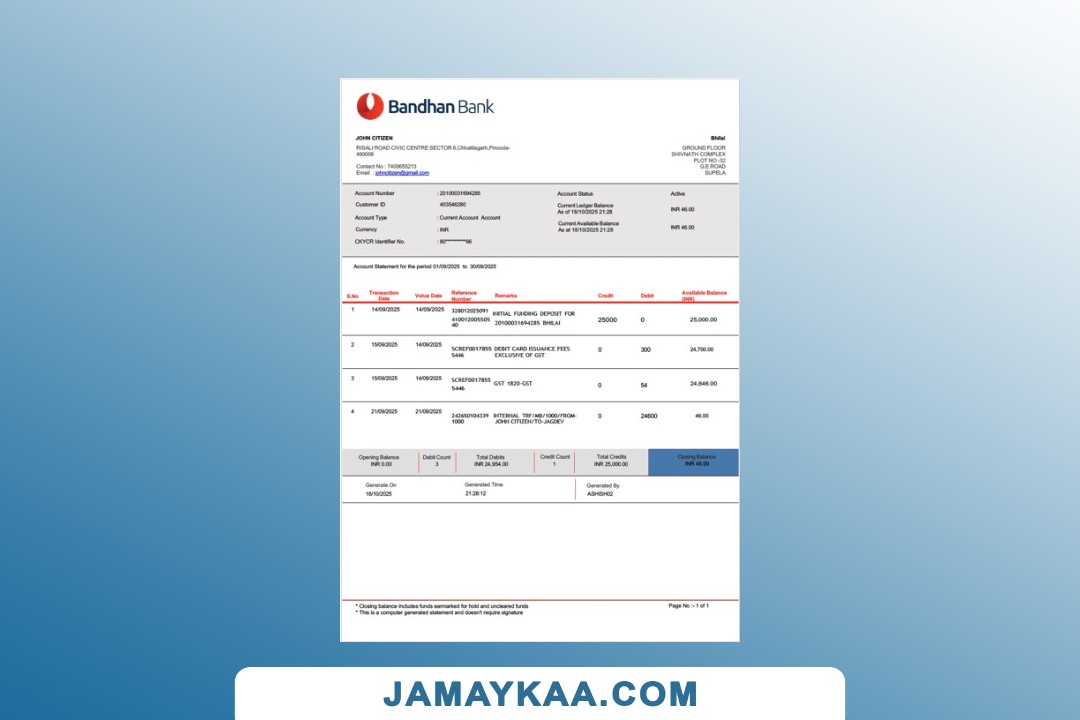 Bandhan Bank
JOHN CITIZEN
RISALI ROAD CIVIC CENTRE SECTOR 6,Chhattisgarh,Pincode-
490006
Contact No : 7400655213
Email : johncitizen@gmail.com
Bhilai
GROUND FLOOR
SHIVNATH COMPLEX
PLOT NO -32
G.E.ROAD
SUPELA
Account Number : 20100031694285
Customer ID 403546280
Account Type : Current Account Account
Currency : INR
CKYCR Identifier No. : 80**********56
Account Status Active
Current Ledger Balance
As of 18/10/2025 21:28 INR 46.00
Current Available Balance
As at 18/10/2025 21:28 INR 46.00
Account Statement for the period 01/09/2025 to 30/09/2025
S.No Transaction Date Value Date Reference Number Remarks Credit Debit Available Balance (INR)
1 14/09/2025 14/09/2025 328012025091 INITIAL FUNDING DEPOSIT FOR
410012005505 20100031694285 BHILAI 25000 0 25,000.00
40
2 15/09/2025 14/09/2025 SCREF0017855 DEBIT CARD ISSUANCE FEES 0 300 24,700.00
5446 EXCLUSIVE OF GST
3 15/09/2025 14/09/2025 SCREF0017855 GST 1820-GST 0 54 24,646.00
5446
4 21/09/2025 21/09/2025 242650104339 INTERNAL TRF/MB/1000/FROM- 0 24600 46.00
1000 JOHN CITIZEN/TO-JAGDEV
Opening Balance Debit Count Total Debits Credit Count Total Credits Closing Balance
INR 0.00 3 INR 24,954.00 1 INR 25,000.00 INR 46.00
Generate On Generated Time Generated By
18/10/2025 21:28:12 ASHISH02
* Closing balance includes funds earmarked for hold and uncleared funds
* This is a computer generated statement and doesn't require signature
Page No :- 1 of 1
JAMAYKAA.COM